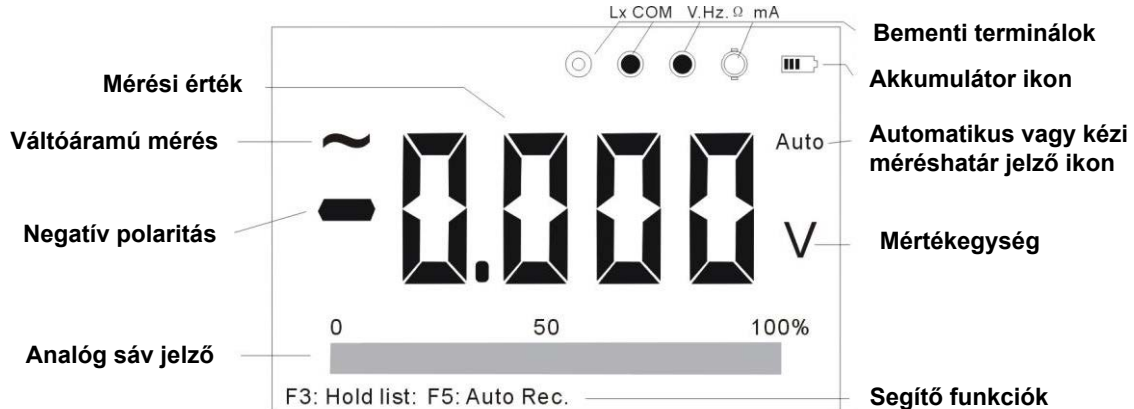 Lx COM V.Hz. Ω mA
Bementi terminálok
Akkumulátor ikon
Mérési érték
Váltóáramú mérés
~
Auto
Automatikus vagy kézi
méréshatár jelző ikon
-0.000
Negatív polaritás
V
Mértékegység
0 50 100%
Analóg sáv jelző
F3: Hold list: F5: Auto Rec.
Segítő funkciók